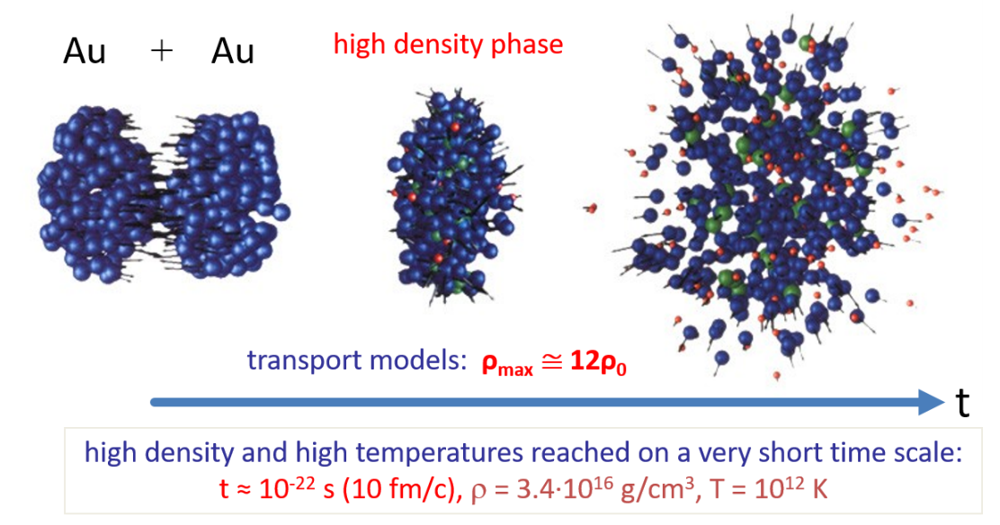 Au + Au
high density phase
transport models: ρmax ≅ 12ρ0
t
high density and high temperatures reached on a very short time scale:
t ≈ 10⁻²² s (10 fm/c), ρ = 3.4·10¹⁶ g/cm³, T = 10¹² K